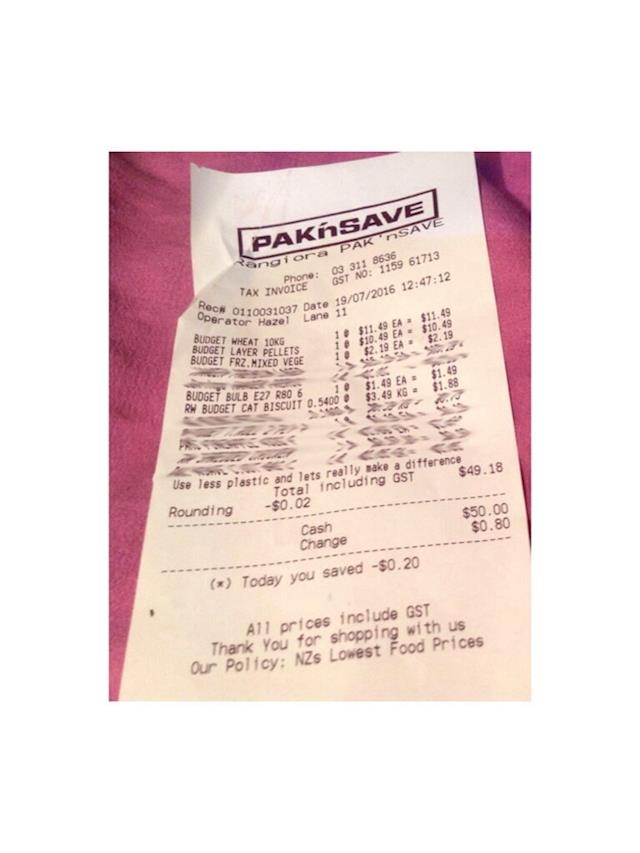 PAKnSAVE
Rangiora PAK'nSAVE
Phone: 03 311 8636
TAX INVOICE GST NO: 1159 61713
Rec# 0110031037 Date 19/07/2016 12:47:12
Operator Hazel Lane 11
BUDGET WHEAT 10KG 1 @ $11.49 EA = $11.49
BUDGET LAYER PELLETS 1 @ $10.49 EA = $10.49
BUDGET FRZ.MIXED VEGE 1 @ $2.19 EA = $2.19
BUDGET BULB E27 R80 6 1 @ $1.49 EA = $1.49
RW BUDGET CAT BISCUIT 0.5400 @ $3.49 KG = $1.88
Use less plastic and lets really make a difference
Total including GST $49.18
Rounding -$0.02
Cash $50.00
Change $0.80
(*) Today you saved -$0.20
All prices include GST
Thank You for shopping with us
Our Policy: NZs Lowest Food Prices